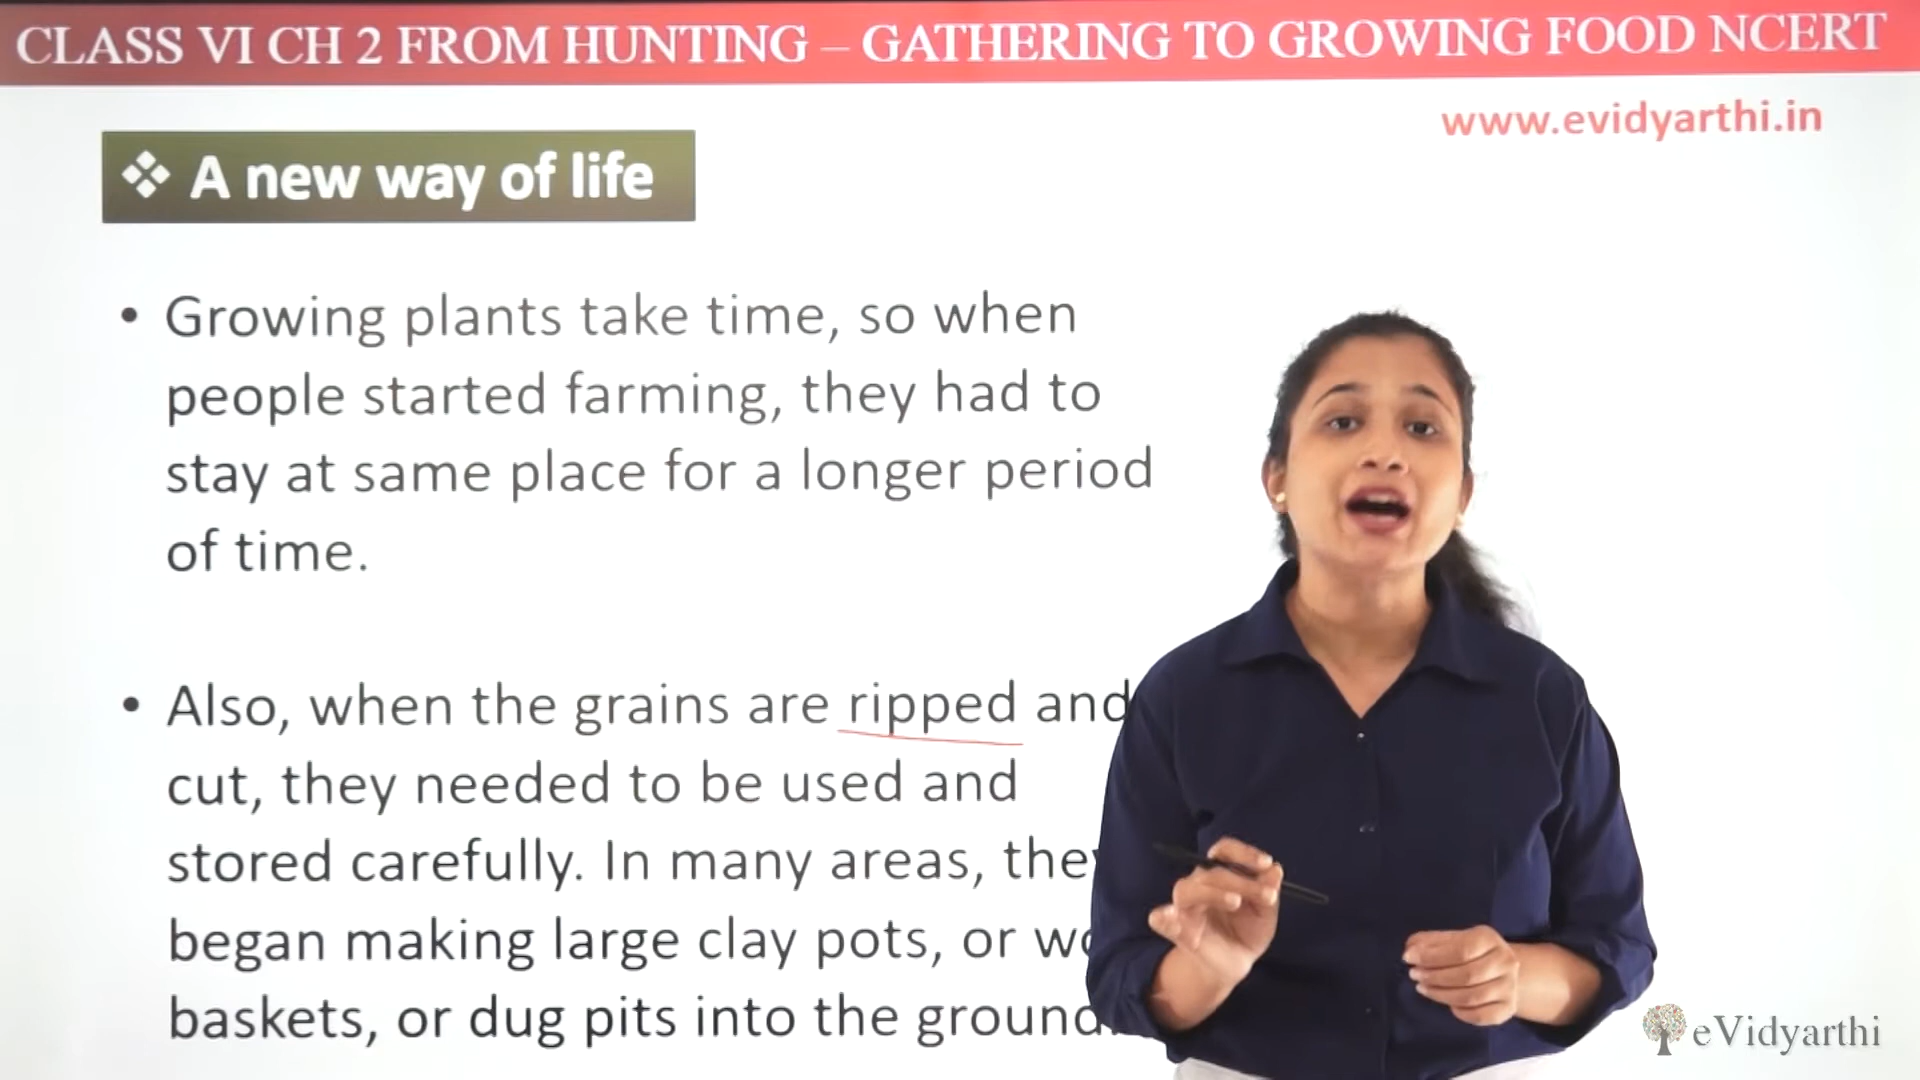 CLASS VI CH 2 FROM HUNTING – GATHERING TO GROWING FOOD NCERT
www.evidyarthi.in
❖ A new way of life
• Growing plants take time, so when
people started farming, they had to
stay at same place for a longer period
of time.
• Also, when the grains are ripped and
cut, they needed to be used and
stored carefully. In many areas,
began making large clay pots, or
baskets, or dug pits into the ground.
eVidyarthi